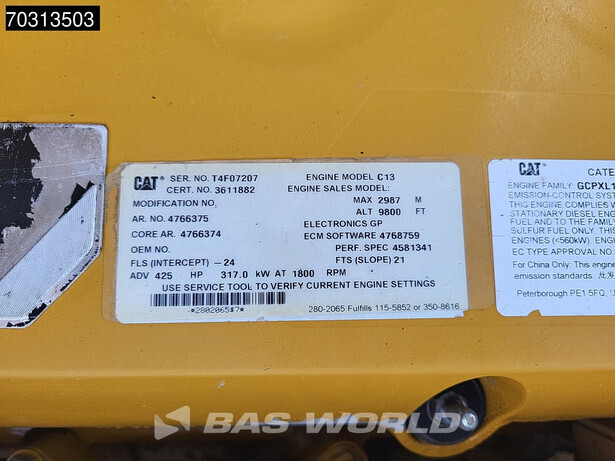 70313503
CAT SER. NO. T4F07207 ENGINE MODEL C13
CERT. NO. 3611882 ENGINE SALES MODEL:
MODIFICATION NO. MAX 2987 M
ALT 9800 FT
AR. NO. 4766375 ELECTRONICS GP
CORE AR. 4766374 ECM SOFTWARE 4768759
OEM NO. PERF. SPEC 4581341
FLS (INTERCEPT) -24 FTS (SLOPE) 21
ADV 425 HP 317.0 kW AT 1800 RPM
USE SERVICE TOOL TO VERIFY CURRENT ENGINE SETTINGS
*2802065$7*
280-2065 Fulfills 115-5852 or 350-8616
CAT
ENGINE FAMILY: GCPXL1
EMISSION-CONTROL SYST
THIS ENGINE COMPLIES W
STATIONARY DIESEL ENG
FUEL AND TO THE FAMILY
SULFUR FUEL ONLY. THIS
ENGINES (<560kW). ENGI
EC TYPE APPROVAL NO:
For China Only: This engine
emission standards
Peterborough PE1 5FQ,
BAS WORLD